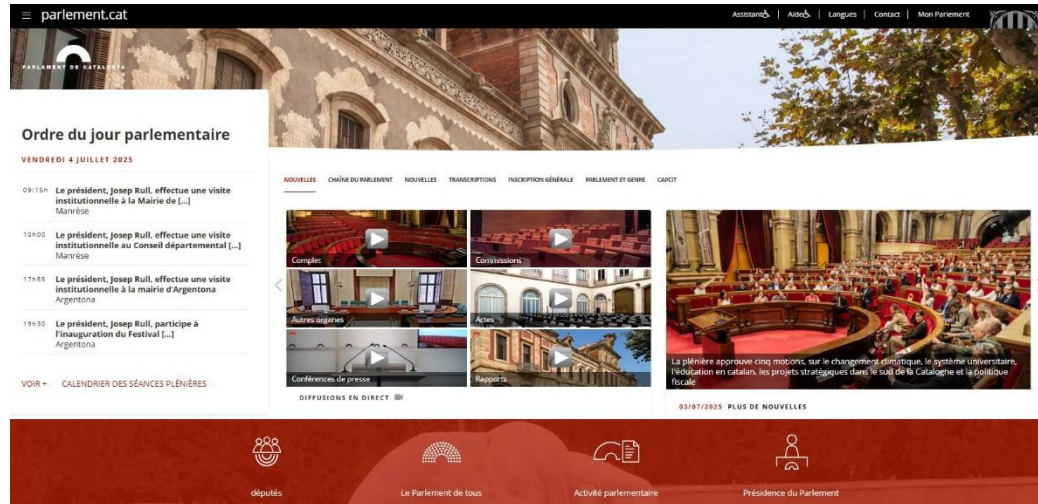 parlement.cat
Assistant | Aide | Langues | Contact | Mon Parlement
PARLAMENT DE CATALUNYA
Ordre du jour parlementaire
VENDREDI 4 JUILLET 2025
09:15h Le président, Josep Rull, effectue une visite
institutionnelle à la Mairie de [...]
Manrèse
10h00 Le président, Josep Rull, effectue une visite
institutionnelle au Conseil départemental [...]
Manrèse
17h55 Le président, Josep Rull, effectue une visite
institutionnelle à la mairie d'Argentona
Argentona
19h30 Le président, Josep Rull, participe à
l'inauguration du Festival [...]
Argentona
VOIR + CALENDRIER DES SÉANCES PLÉNIÈRES
NOUVELLES CHAÎNE DU PARLEMENT NOUVELLES TRANSCRIPTIONS INSCRIPTION GÉNÉRALE PARLEMENT ET GENRE CAPCIT
Complet
Commissions
Autres organes
Actes
Conférences de presse
Rapports
DIFFUSIONS EN DIRECT
La plénière approuve cinq motions, sur le changement climatique, le système universitaire,
l'éducation en catalan, les projets stratégiques dans le sud de la Catalogne et la politique
fiscale
03/07/2025 PLUS DE NOUVELLES
députés
Le Parlement de tous
Activité parlementaire
Présidence du Parlement